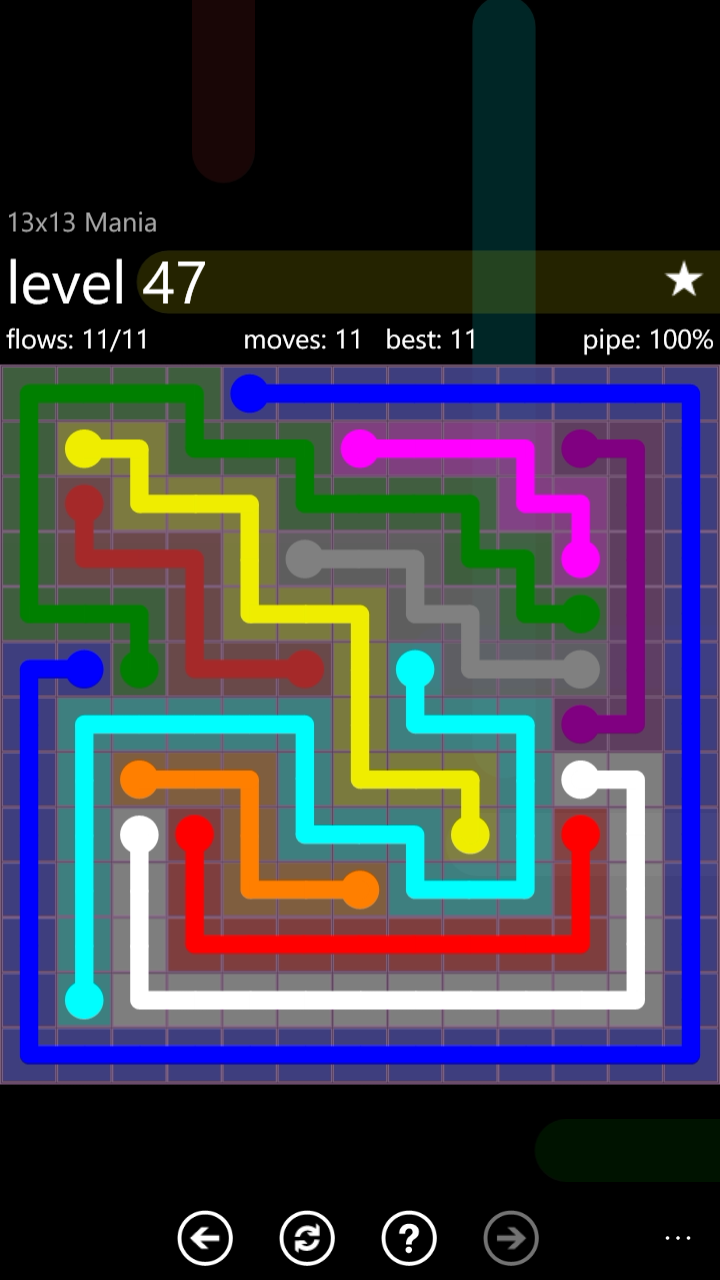 13x13 Mania
level 47
flows: 11/11 moves: 11 best: 11 pipe: 100%
?
...